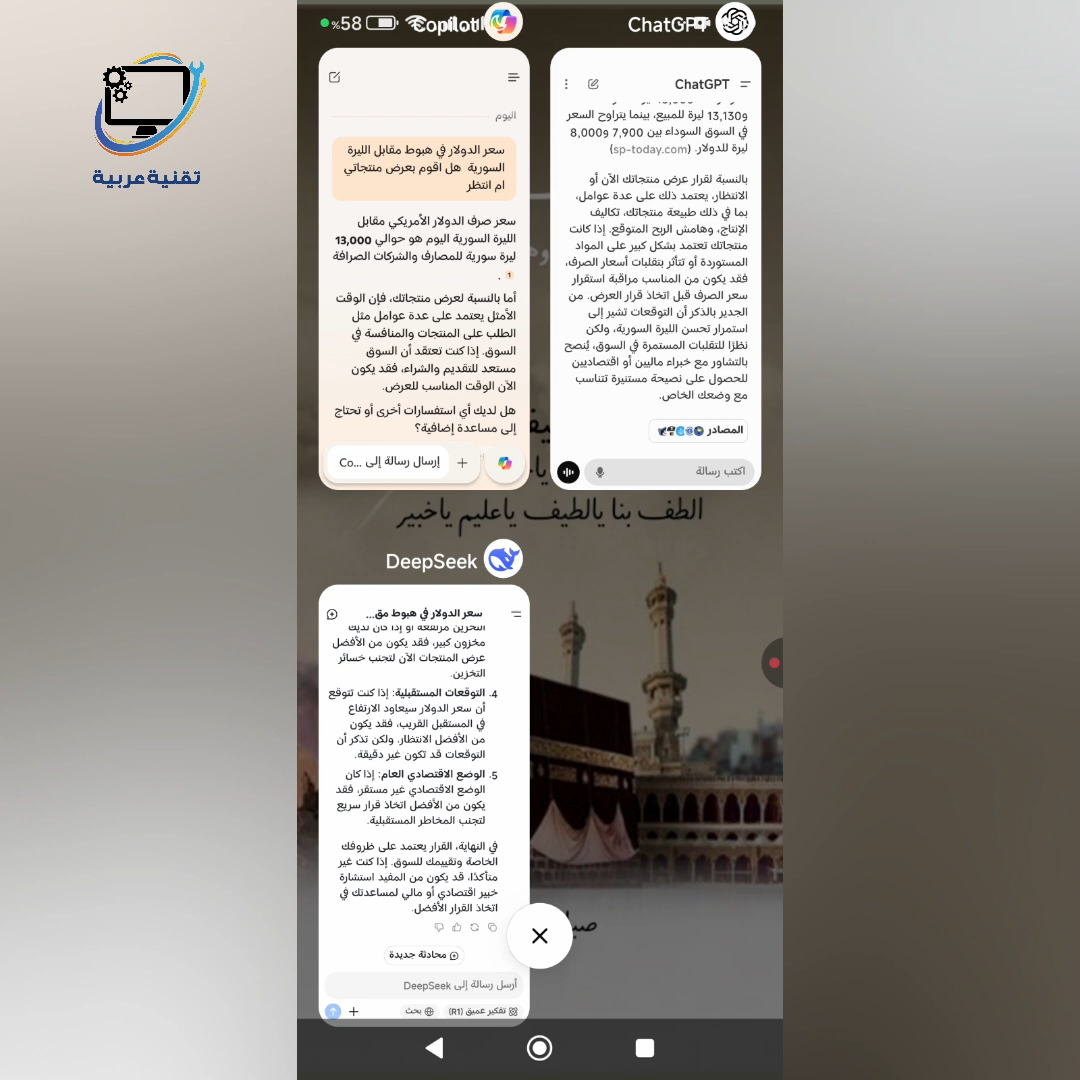 تقنية عربية
%58
Copilot
ChatGPT
اليوم
سعر الدولار في هبوط مقابل الليرة
السورية هل اقوم بعرض منتجاتي
ام انتظر
سعر صرف الدولار الأمريكي مقابل
الليرة السورية اليوم هو حوالي 13,000
ليرة سورية للمصارف والشركات الصرافة
1 .
أما بالنسبة لعرض منتجاتك، فإن الوقت
الأمثل يعتمد على عدة عوامل مثل
الطلب على المنتجات والمنافسة في
السوق. إذا كنت تعتقد أن السوق
مستعد للتقديم والشراء، فقد يكون
الآن الوقت المناسب للعرض.
هل لديك أي استفسارات أخرى أو تحتاج
إلى مساعدة إضافية؟
إرسال رسالة إلى Co...
ChatGPT
و13,130 ليرة للمبيع، بينما يتراوح السعر
في السوق السوداء بين 7,900 و8,000
ليرة للدولار. (sp-today.com)
بالنسبة لقرار عرض منتجاتك الآن أو
الانتظار، يعتمد ذلك على عدة عوامل،
بما في ذلك طبيعة منتجاتك، تكاليف
الإنتاج، وهامش الربح المتوقع. إذا كانت
منتجاتك تعتمد بشكل كبير على المواد
المستوردة أو تتأثر بتقلبات أسعار الصرف،
فقد يكون من المناسب مراقبة استقرار
سعر الصرف قبل اتخاذ قرار العرض. من
الجدير بالذكر أن التوقعات تشير إلى
استمرار تحسن الليرة السورية، ولكن
نظرًا للتقلبات المستمرة في السوق، يُنصح
بالتشاور مع خبراء ماليين أو اقتصاديين
للحصول على نصيحة مستنيرة تتناسب
مع وضعك الخاص.
المصادر
اكتب رسالة
الطف بنا يالطيف ياعليم ياخبير
DeepSeek
سعر الدولار في هبوط مق...
التخزين مرتفعة أو إذا كان لديك
مخزون كبير، فقد يكون من الأفضل
عرض المنتجات الآن لتجنب خسائر
التخزين.
4. التوقعات المستقبلية: إذا كنت تتوقع
أن سعر الدولار سيعاود الارتفاع
في المستقبل القريب، فقد يكون
من الأفضل الانتظار. ولكن تذكر أن
التوقعات قد تكون غير دقيقة.
5. الوضع الاقتصادي العام: إذا كان
الوضع الاقتصادي غير مستقر، فقد
يكون من الأفضل اتخاذ قرار سريع
لتجنب المخاطر المستقبلية.
في النهاية، القرار يعتمد على ظروفك
الخاصة وتقييمك للسوق. إذا كنت غير
متأكدًا، قد يكون من المفيد استشارة
خبير اقتصادي أو مالي لمساعدتك في
اتخاذ القرار الأفضل.
محادثة جديدة
أرسل رسالة إلى DeepSeek
تفكير عميق (R1)
بحث